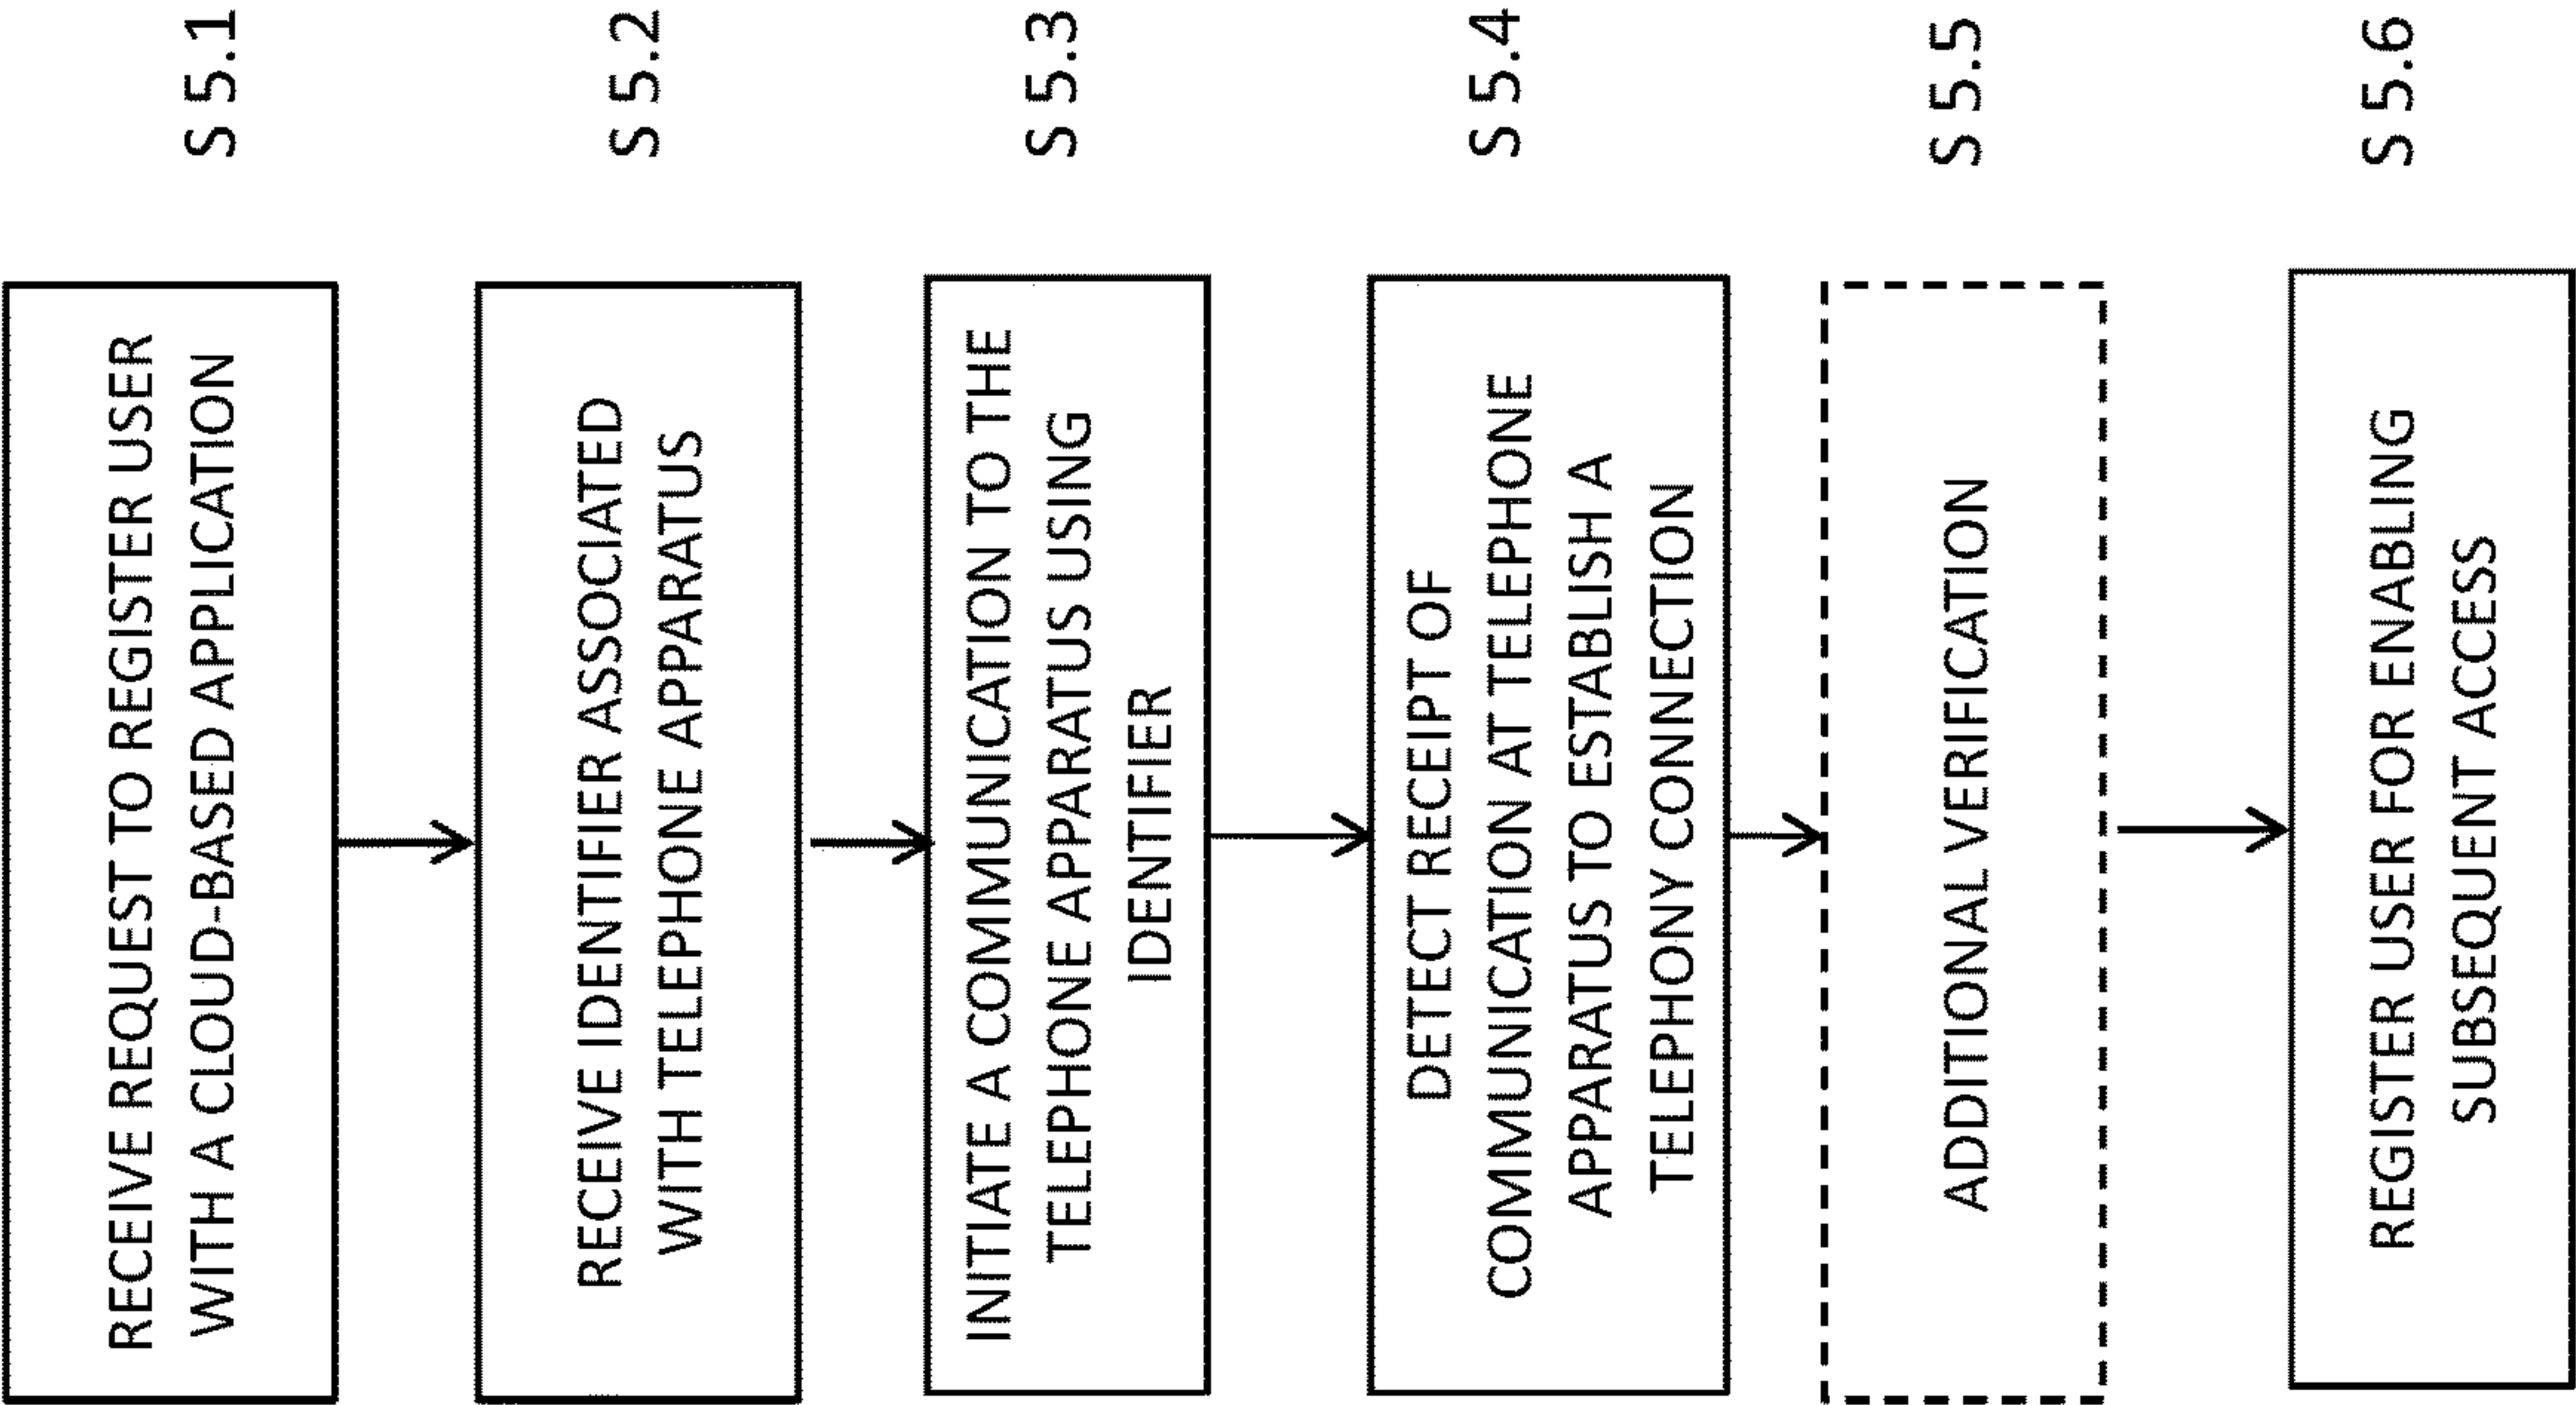 RECEIVE REQUEST TO REGISTER USER
WITH A CLOUD-BASED APPLICATION
S 5.1
RECEIVE IDENTIFIER ASSOCIATED
WITH TELEPHONE APPARATUS
S 5.2
INITIATE A COMMUNICATION TO THE
TELEPHONE APPARATUS USING
IDENTIFIER
S 5.3
DETECT RECEIPT OF
COMMUNICATION AT TELEPHONE
APPARATUS TO ESTABLISH A
TELEPHONY CONNECTION
S 5.4
ADDITIONAL VERIFICATION
S 5.5
REGISTER USER FOR ENABLING
SUBSEQUENT ACCESS
S 5.6